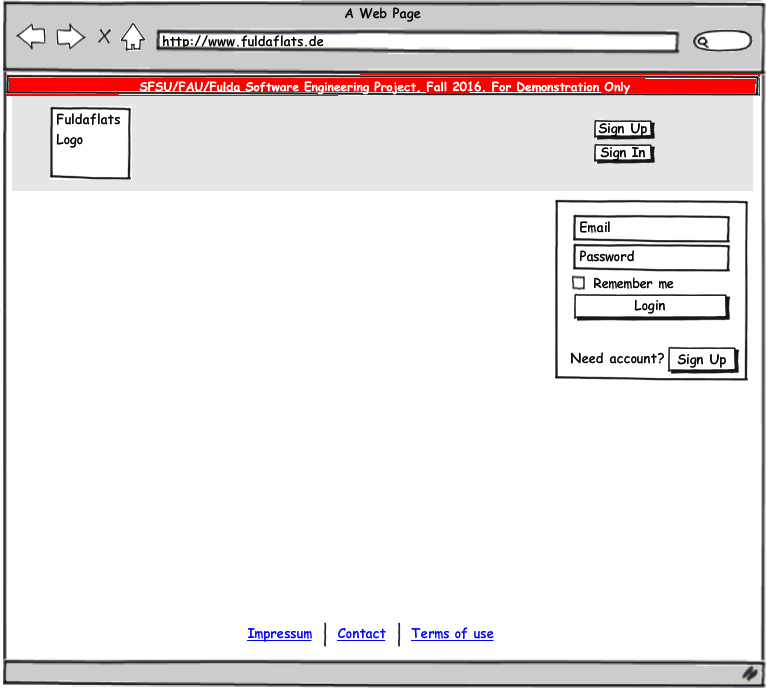 A Web Page
http://www.fuldaflats.de
SFSU/FAU/Fulda Software Engineering Project, Fall 2016. For Demonstration Only
Fuldaflats
Logo
Sign Up
Sign In
Email
Password
Remember me
Login
Need account? Sign Up
Impressum
Contact
Terms of use